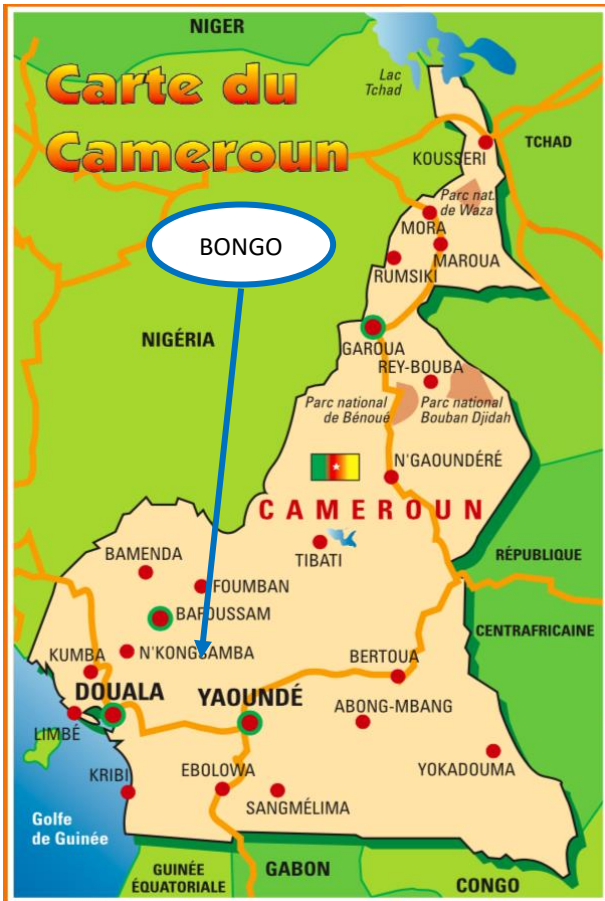 NIGER
Carte du
Cameroun
Lac
Tchad
TCHAD
KOUSSERI
Parc nat.
de Waza
MORA
MAROUA
RUMSIKI
BONGO
NIGÉRIA
GAROUA
REY-BOUBA
Parc national
de Bénoué
Parc national
Bouban Djidah
N'GAOUNDÉRÉ
CAMEROUN
TIBATI
BAMENDA
FOUMBAN
BAFOUSSAM
RÉPUBLIQUE
CENTRAFRICAINE
N'KONGSAMBA
KUMBA
BERTOUA
DOUALA
YAOUNDÉ
ABONG-MBANG
LIMBÉ
YOKADOUMA
KRIBI
EBOLOWA
SANGMÉLIMA
Golfe
de Guinée
GUINÉE
ÉQUATORIALE
GABON
CONGO